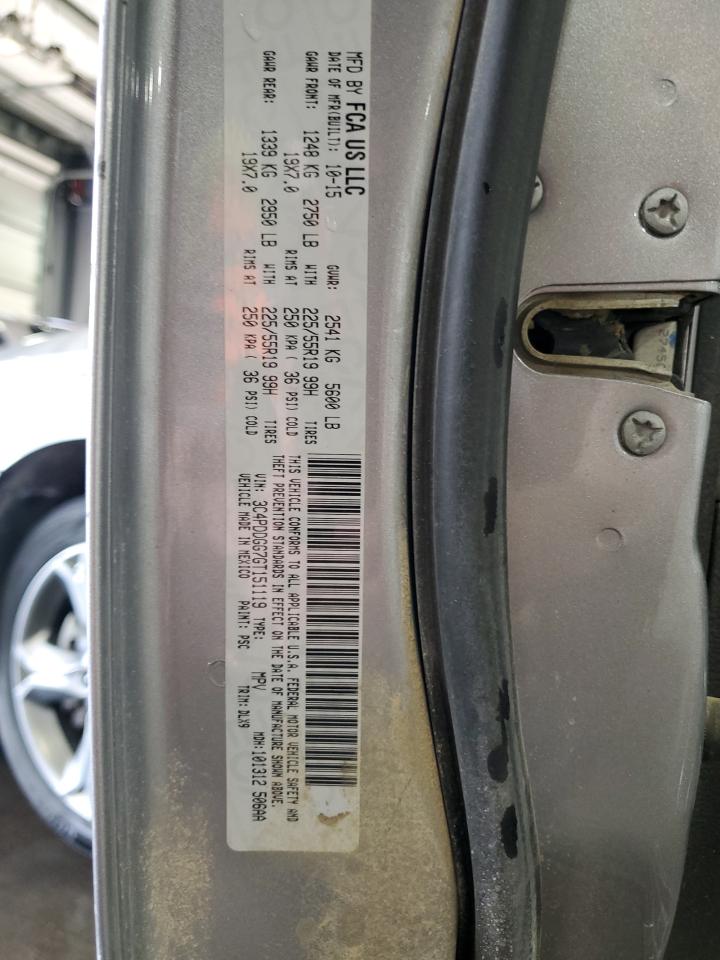 MFD BY FCA US LLC
DATE OF MFR(BUILT): 10-15 GVWR: 2541 KG 5600 LB
GAWR FRONT: 1248 KG 2750 LB WITH 225/55R19 99H TIRES
19X7.0 RIMS AT 250 KPA ( 36 PSI) COLD
GAWR REAR: 1339 KG 2950 LB WITH 225/55R19 99H TIRES
19X7.0 RIMS AT 250 KPA ( 36 PSI) COLD
THIS VEHICLE CONFORMS TO ALL APPLICABLE U.S.A. FEDERAL MOTOR VEHICLE SAFETY AND
THEFT PREVENTION STANDARDS IN EFFECT ON THE DATE OF MANUFACTURE SHOWN ABOVE.
VIN: 3C4PDDGG7GT151119 TYPE: MPV MDH:101312 506AA
VEHICLE MADE IN MEXICO PAINT: PSC TRIM: DLX9